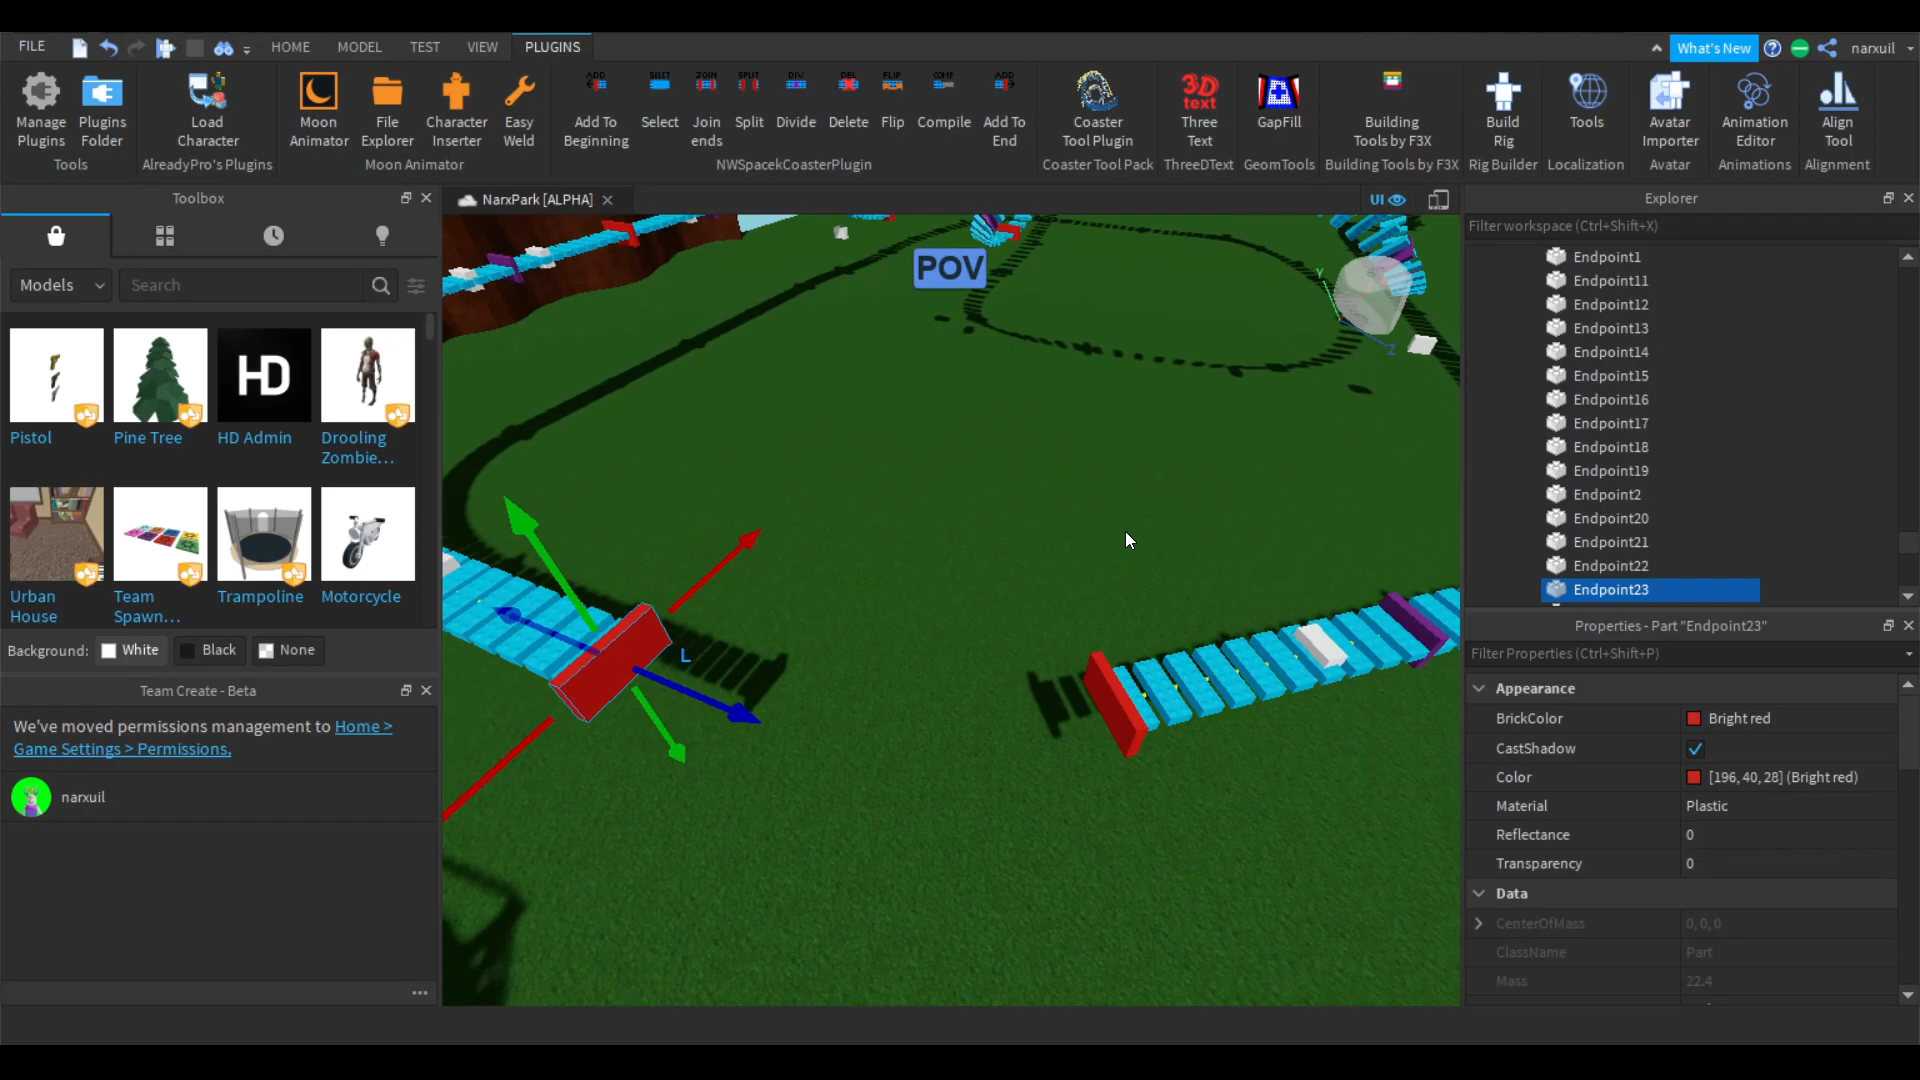 FILE HOME MODEL TEST VIEW PLUGINS What's New narxuil
ADD SELECT JOIN SPLIT DIV DEL FLIP COMP ADD 3D text
Manage Plugins Load Moon File Character Easy Add To Select Join Split Divide Delete Flip Compile Add To Coaster Three GapFill Building Build Tools Avatar Animation Align
Plugins Folder Character Animator Explorer Inserter Weld Beginning ends End Tool Plugin Text Tools by F3X Rig Importer Editor Tool
Tools AlreadyPro's Plugins Moon Animator NWSpacekCoasterPlugin Coaster Tool Pack ThreeDText GeomTools Building Tools by F3X Rig Builder Localization Avatar Animations Alignment
Toolbox
Models Search
HD
Pistol Pine Tree HD Admin Drooling
Zombie...
Urban Team Trampoline Motorcycle
House Spawn...
Background: White Black None
Team Create - Beta
We've moved permissions management to Home >
Game Settings > Permissions.
narxuil
NarxPark [ALPHA]
UI
POV
Y
Z
L
Explorer
Filter workspace (Ctrl+Shift+X)
Endpoint1
Endpoint11
Endpoint12
Endpoint13
Endpoint14
Endpoint15
Endpoint16
Endpoint17
Endpoint18
Endpoint19
Endpoint2
Endpoint20
Endpoint21
Endpoint22
Endpoint23
Properties - Part "Endpoint23"
Filter Properties (Ctrl+Shift+P)
Appearance
BrickColor Bright red
CastShadow
Color [196, 40, 28] (Bright red)
Material Plastic
Reflectance 0
Transparency 0
Data
CenterOfMass 0, 0, 0
ClassName Part
Mass 22.4